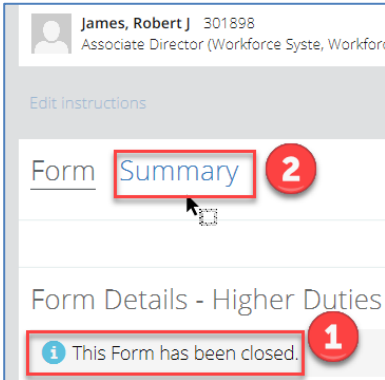 James, Robert J 301898
Associate Director (Workforce Syste, Workford
Edit instructions
Form Summary 2
Form Details - Higher Duties
1
i This Form has been closed.